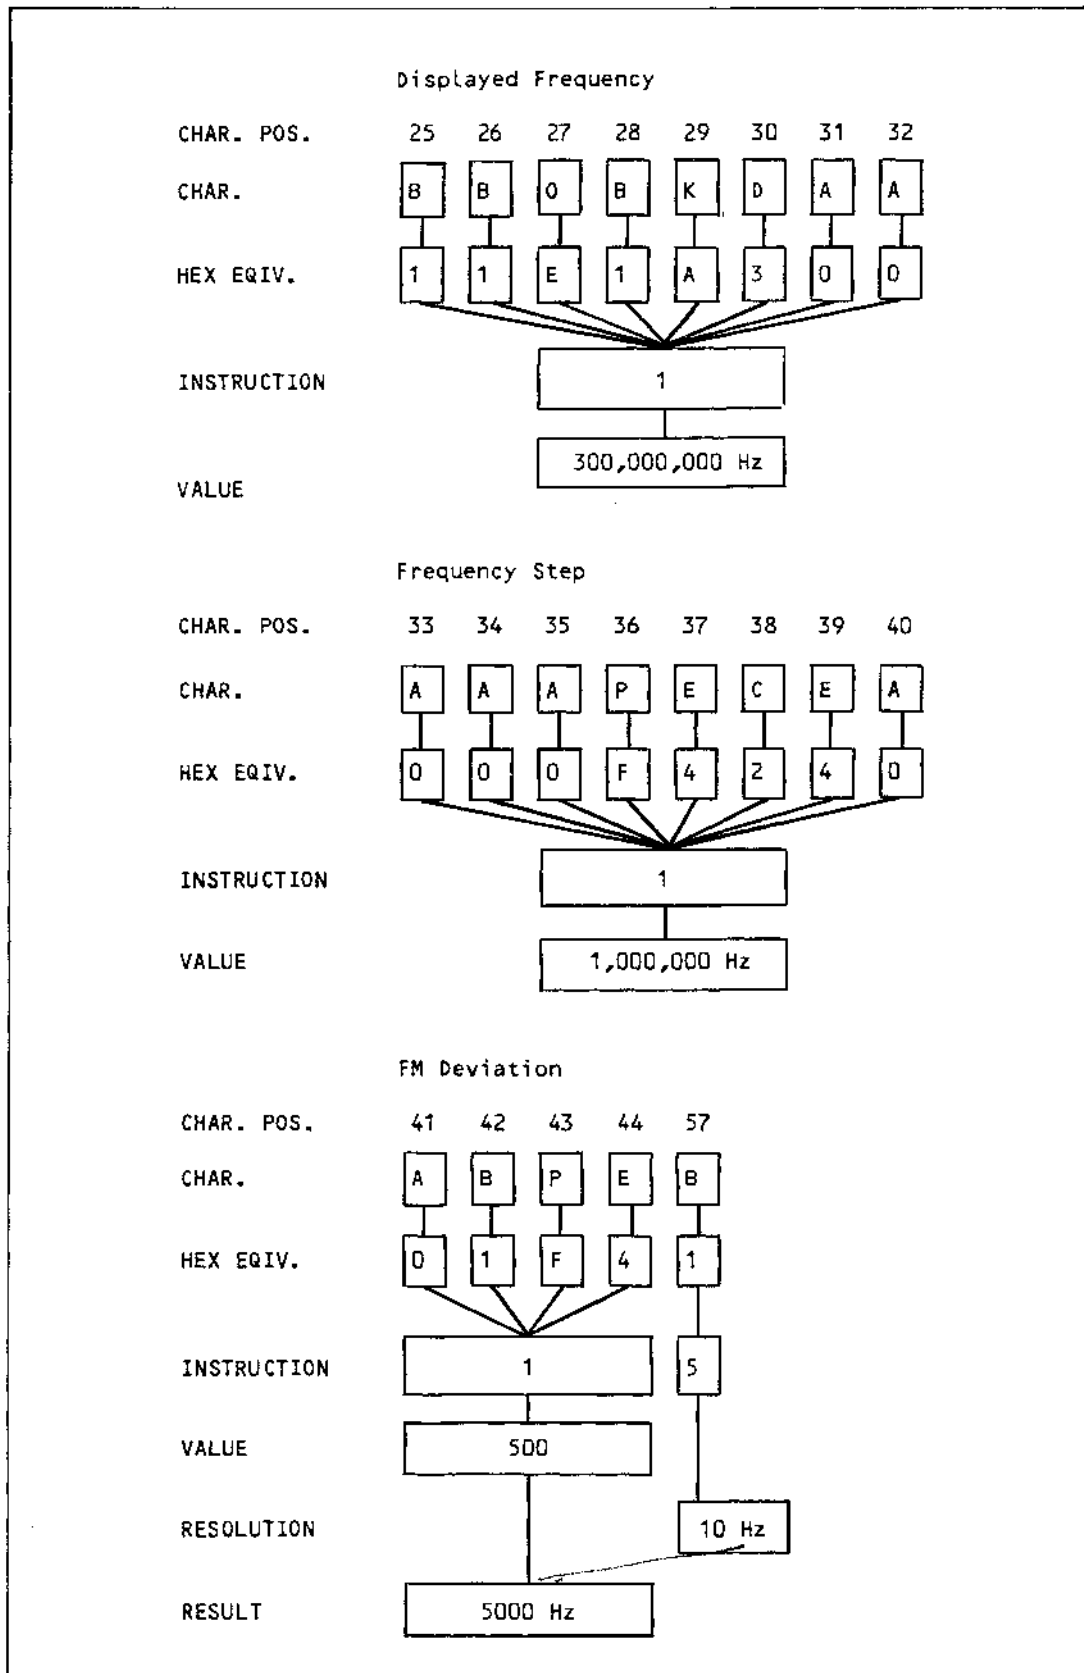 Displayed Frequency
CHAR. POS. 25 26 27 28 29 30 31 32
CHAR. B B O B K D A A
HEX EQIV. 1 1 E 1 A 3 0 0
INSTRUCTION 1
300,000,000 Hz
VALUE
Frequency Step
CHAR. POS. 33 34 35 36 37 38 39 40
CHAR. A A A P E C E A
HEX EQIV. 0 0 0 F 4 2 4 0
INSTRUCTION 1
VALUE 1,000,000 Hz
FM Deviation
CHAR. POS. 41 42 43 44 57
CHAR. A B P E B
HEX EQIV. 0 1 F 4 1
INSTRUCTION 1 5
VALUE 500
RESOLUTION 10 Hz
RESULT 5000 Hz